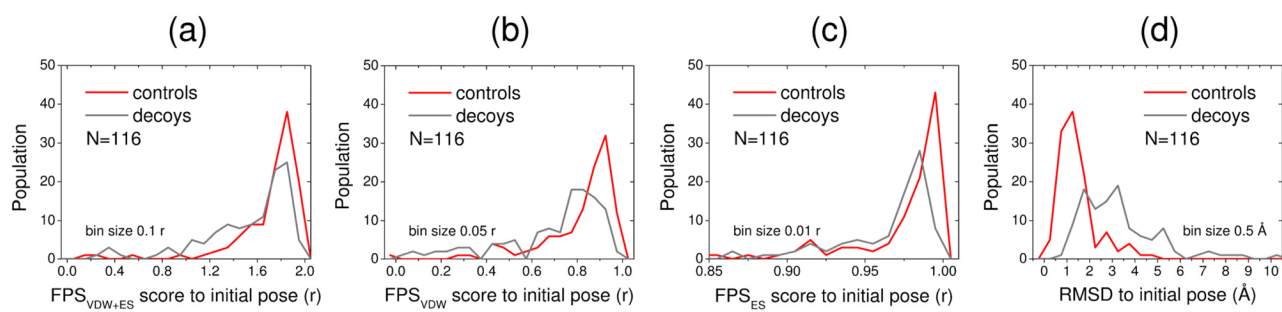 (a)
50
40
30
20
10
0
Population
controls
decoys
N=116
bin size 0.1 r
0.0 0.4 0.8 1.2 1.6 2.0
FPSVDW+ES score to initial pose (r)
(b)
50
40
30
20
10
0
Population
controls
decoys
N=116
bin size 0.05 r
0.0 0.2 0.4 0.6 0.8 1.0
FPSVDW score to initial pose (r)
(c)
50
40
30
20
10
0
Population
controls
decoys
N=116
bin size 0.01 r
0.85 0.90 0.95 1.00
FPSES score to initial pose (r)
(d)
50
40
30
20
10
0
Population
controls
decoys
N=116
bin size 0.5 Å
0 1 2 3 4 5 6 7 8 9 10
RMSD to initial pose (Å)